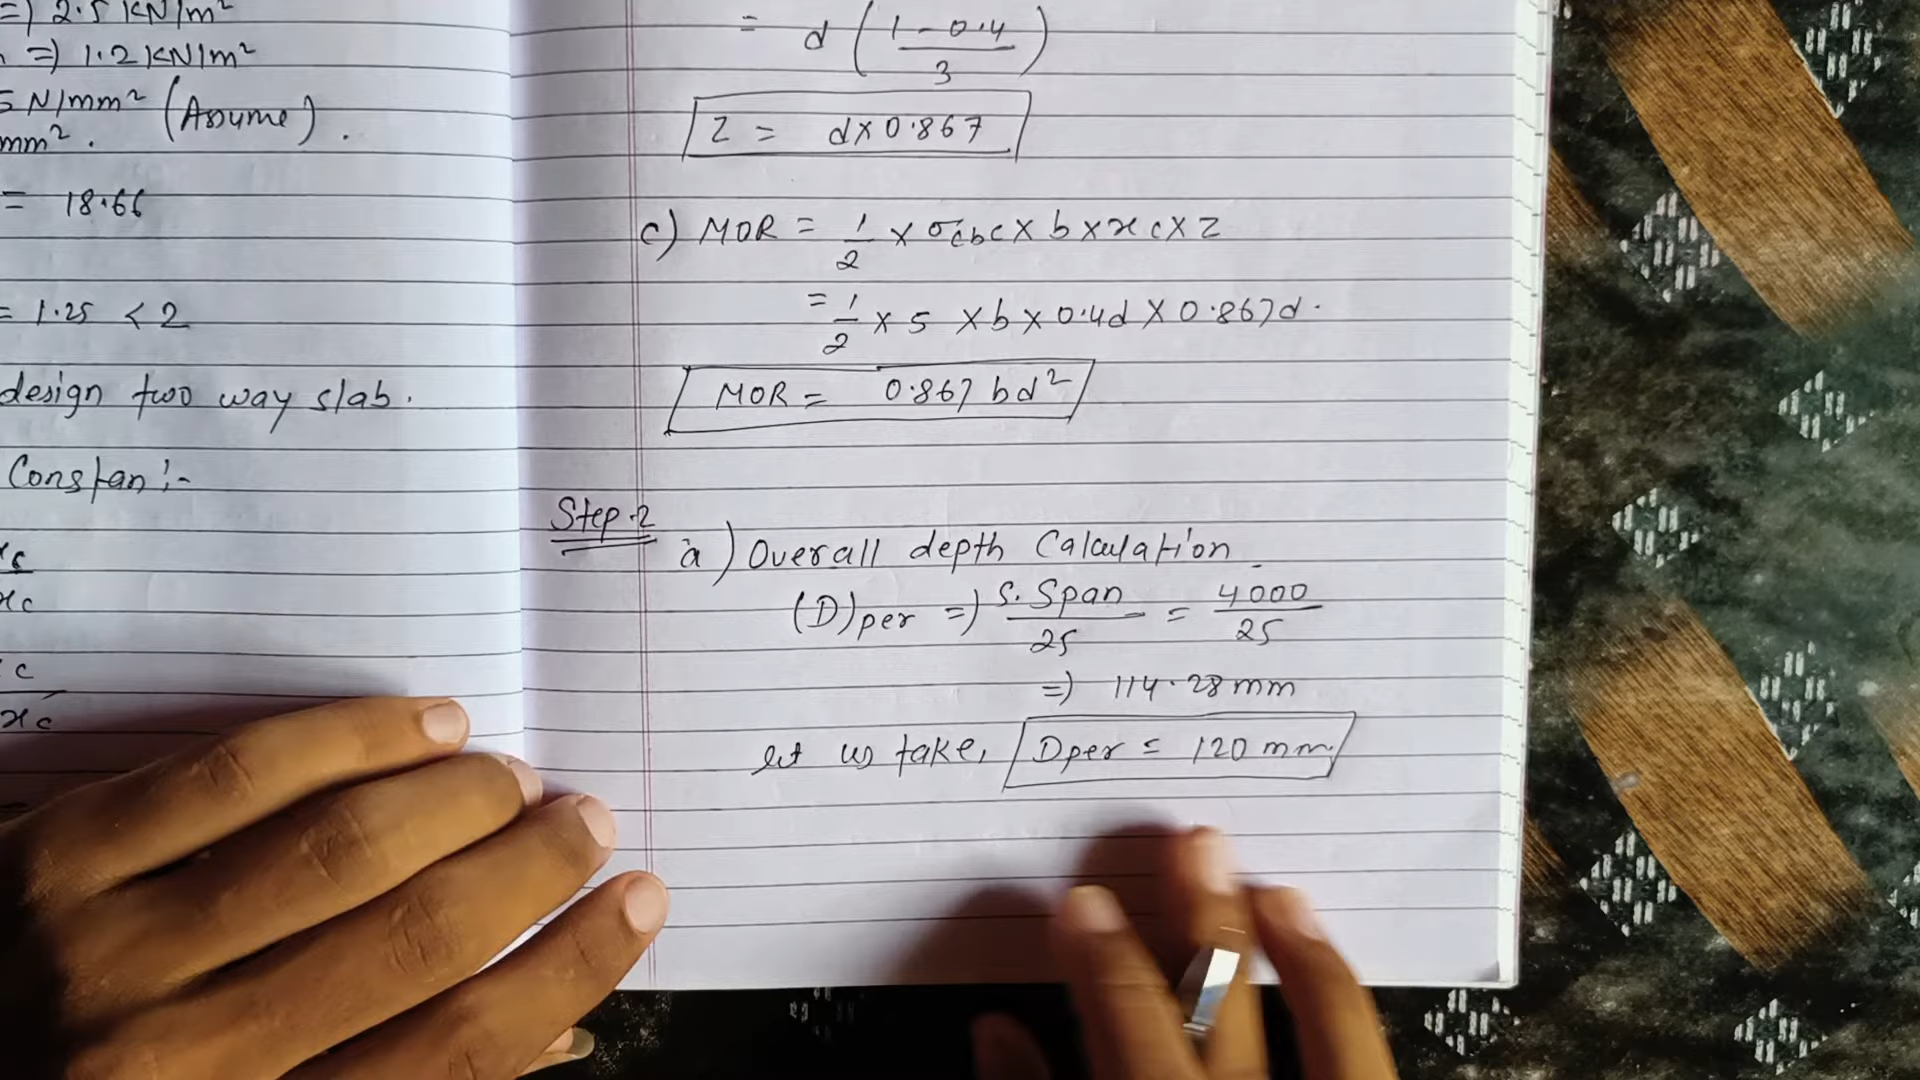 =) 2.5 KN/m²
=) 1.2 KN/m²
5 N/mm² (Assume).
mm².
= 18.66
= 1.25 < 2
design two way slab.
Constan:-
xc
c
xc
= d (1 - 0.4 / 3)
Z = d x 0.867
c) MOR = 1/2 x σcbc x b x xc x Z
= 1/2 x 5 x b x 0.4d x 0.867d.
MOR = 0.867 bd²
Step.2
a) Overall depth Calculation
(D)per =) S. Span / 25 = 4000 / 25
=) 114.28 mm
let us take, Dper = 120 mm